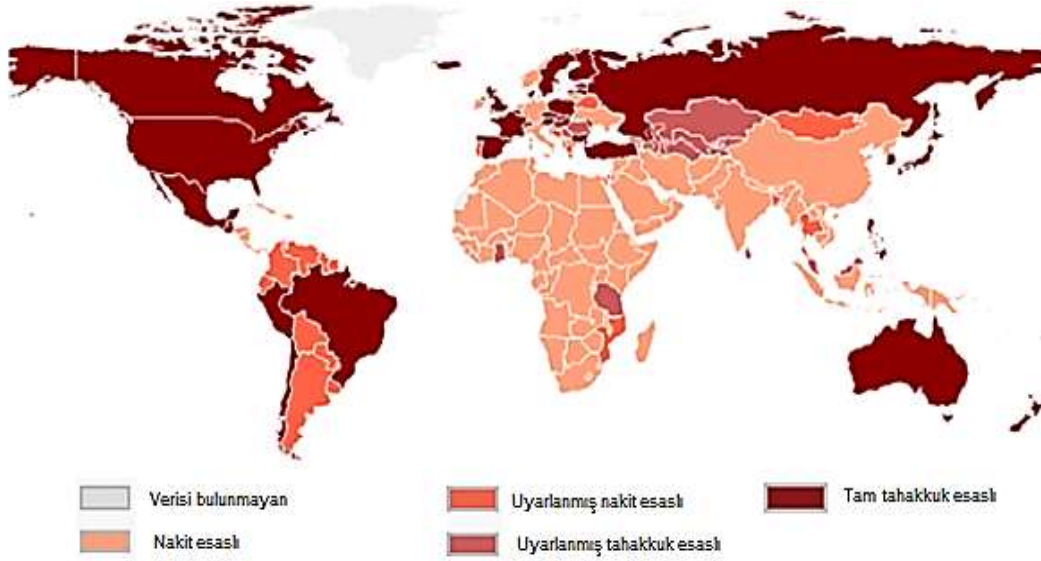 Verisi bulunmayan
Uyarlanmış nakit esaslı
Tam tahakkuk esaslı
Nakit esaslı
Uyarlanmış tahakkuk esaslı